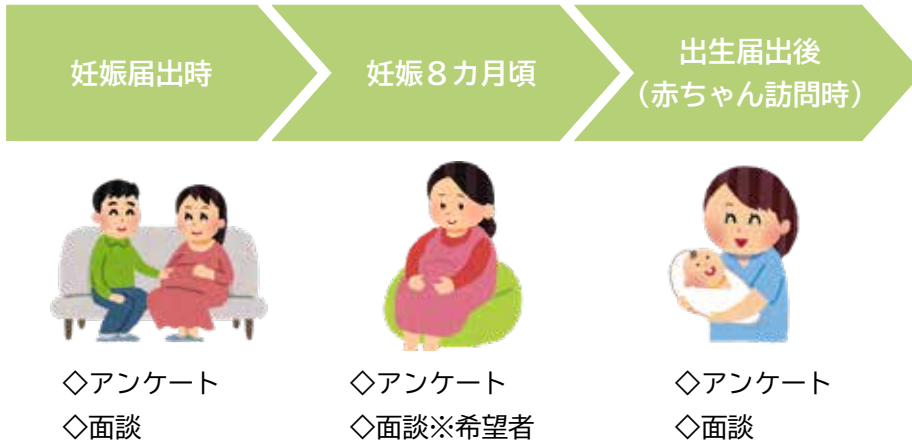 妊娠届出時
妊娠８カ月頃
出生届出後
（赤ちゃん訪問時）
◇アンケート
◇面談
◇アンケート
◇面談※希望者
◇アンケート
◇面談